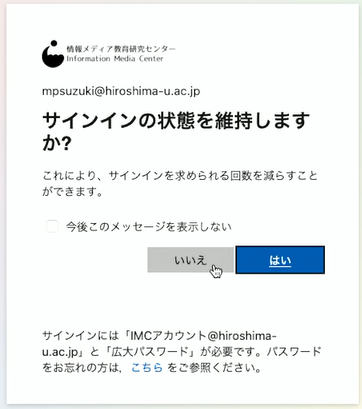 情報メディア教育研究センター
Information Media Center
mpsuzuki@hiroshima-u.ac.jp
サインインの状態を維持します
か?
これにより、サインインを求められる回数を減らすこと
ができます。
今後このメッセージを表示しない
いいえ
はい
サインインには「IMCアカウント@hiroshima-
u.ac.jp」と「広大パスワード」が必要です。パスワード
をお忘れの方は，こちら をご参照ください。